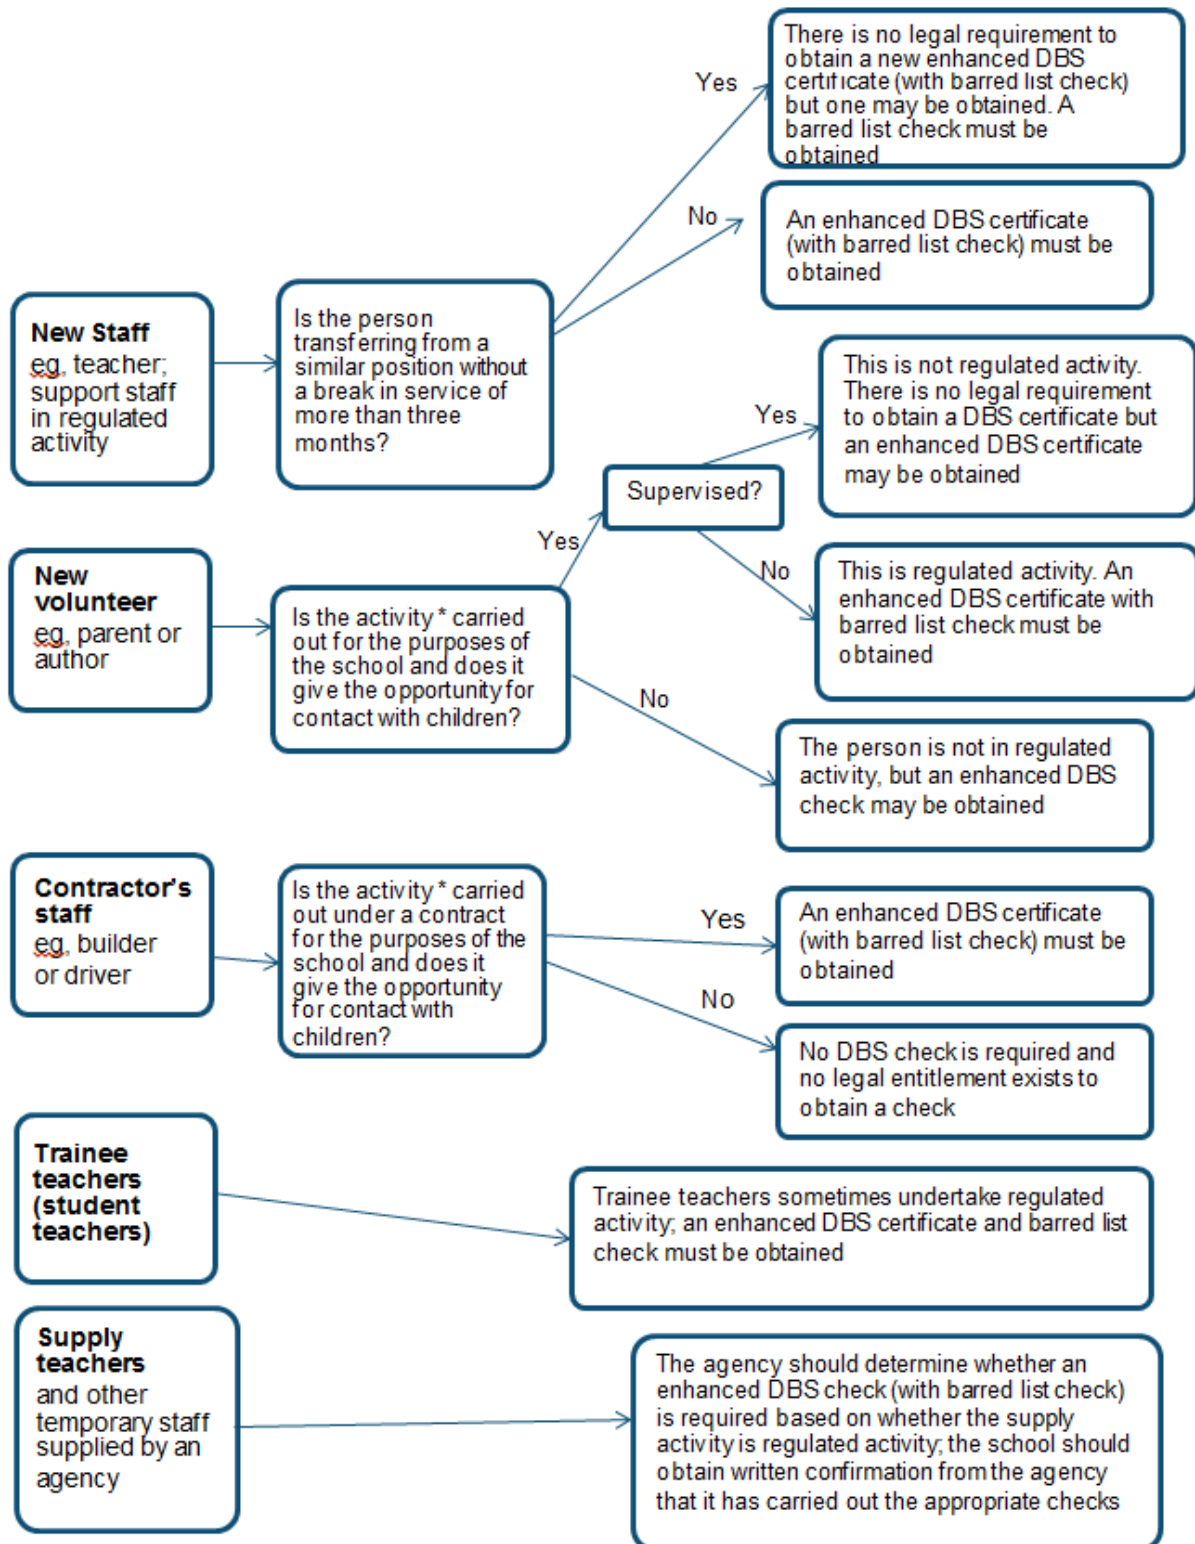 There is no legal requirement to
obtain a new enhanced DBS
certificate (with barred list check)
but one may be obtained. A
barred list check must be
obtained
Yes
No
An enhanced DBS certificate
(with barred list check) must be
obtained
New Staff
eg, teacher;
support staff
in regulated
activity
Is the person
transferring from a
similar position without
a break in service of
more than three
months?
This is not regulated activity.
There is no legal requirement
to obtain a DBS certificate but
an enhanced DBS certificate
may be obtained
Yes
Supervised?
Yes
No
This is regulated activity. An
enhanced DBS certificate with
barred list check must be
obtained
New
volunteer
eg, parent or
author
Is the activity * carried
out for the purposes of
the school and does it
give the opportunity for
contact with children?
No
The person is not in regulated
activity, but an enhanced DBS
check may be obtained
Contractor's
staff
eg, builder
or driver
Is the activity * carried
out under a contract
for the purposes of the
school and does it
give the opportunity
for contact with
children?
Yes
An enhanced DBS certificate
(with barred list check) must be
obtained
No
No DBS check is required and
no legal entitlement exists to
obtain a check
Trainee
teachers
(student
teachers)
Trainee teachers sometimes undertake regulated
activity; an enhanced DBS certificate and barred list
check must be obtained
Supply
teachers
and other
temporary staff
supplied by an
agency
The agency should determine whether an
enhanced DBS check (with barred list check)
is required based on whether the supply
activity is regulated activity; the school should
obtain written confirmation from the agency
that it has carried out the appropriate checks